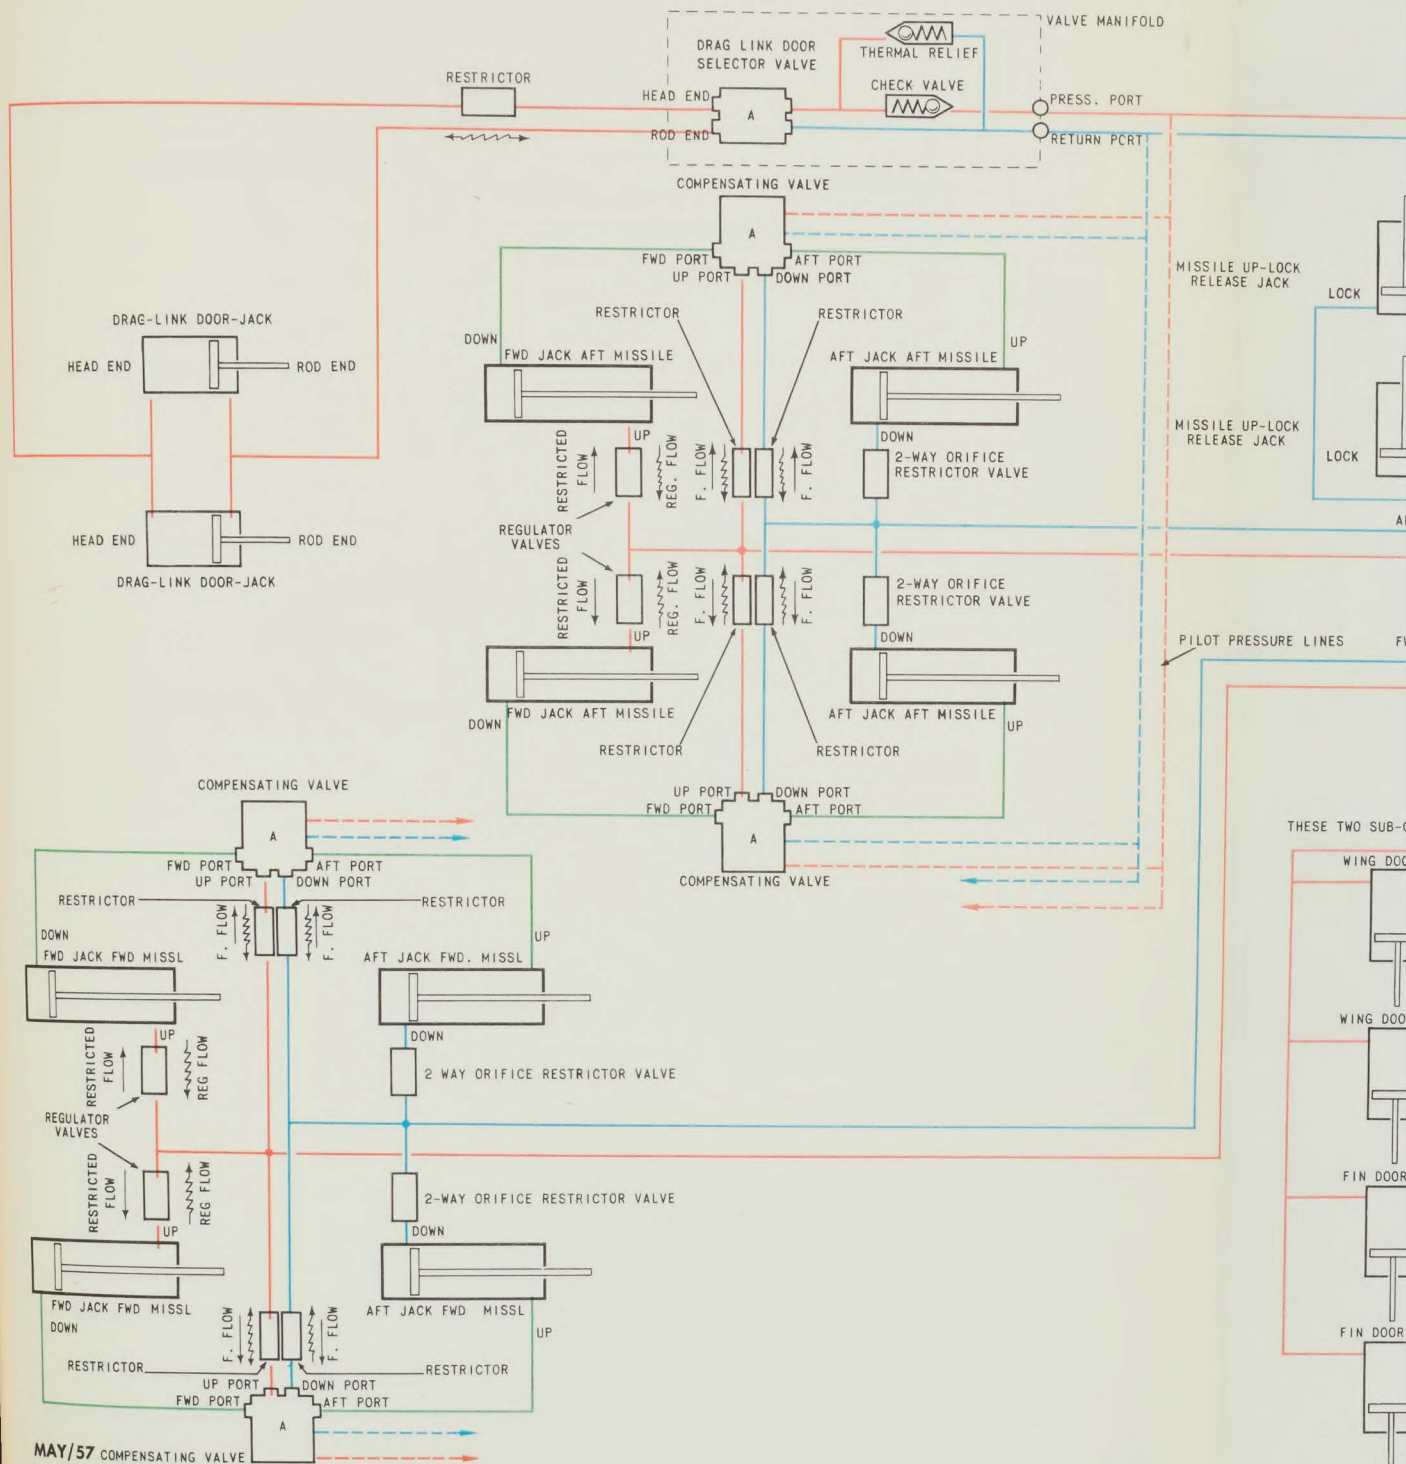 VALVE MANIFOLD
DRAG LINK DOOR
SELECTOR VALVE
THERMAL RELIEF
RESTRICTOR
CHECK VALVE
HEAD END
A
PRESS. PORT
ROD END
RETURN PORT
COMPENSATING VALVE
A
FWD PORT
AFT PORT
UP PORT
DOWN PORT
MISSILE UP-LOCK
RELEASE JACK
LOCK
RESTRICTOR
RESTRICTOR
DRAG-LINK DOOR-JACK
HEAD END
ROD END
DOWN
FWD JACK AFT MISSILE
AFT JACK AFT MISSILE
UP
MISSILE UP-LOCK
RELEASE JACK
LOCK
UP
DOWN
RESTRICTED
FLOW
REG. FLOW
F. FLOW
F. FLOW
2-WAY ORIFICE
RESTRICTOR VALVE
REGULATOR
VALVES
HEAD END
ROD END
DRAG-LINK DOOR-JACK
RESTRICTED
FLOW
REG. FLOW
F. FLOW
F. FLOW
2-WAY ORIFICE
RESTRICTOR VALVE
UP
DOWN
PILOT PRESSURE LINES
DOWN
FWD JACK AFT MISSILE
AFT JACK AFT MISSILE
UP
RESTRICTOR
RESTRICTOR
UP PORT
DOWN PORT
FWD PORT
AFT PORT
A
COMPENSATING VALVE
COMPENSATING VALVE
A
FWD PORT
AFT PORT
UP PORT
DOWN PORT
RESTRICTOR
RESTRICTOR
F. FLOW
F. FLOW
DOWN
UP
FWD JACK FWD MISSL
AFT JACK FWD. MISSL
UP
DOWN
RESTRICTED
FLOW
REG FLOW
2 WAY ORIFICE RESTRICTOR VALVE
REGULATOR
VALVES
RESTRICTED
FLOW
REG FLOW
2-WAY ORIFICE RESTRICTOR VALVE
UP
DOWN
FWD JACK FWD MISSL
AFT JACK FWD MISSL
DOWN
UP
F. FLOW
F. FLOW
RESTRICTOR
RESTRICTOR
UP PORT
DOWN PORT
FWD PORT
AFT PORT
A
MAY/57 COMPENSATING VALVE
THESE TWO SUB-
WING DOO
WING DOO
FIN DOOR
FIN DOOR